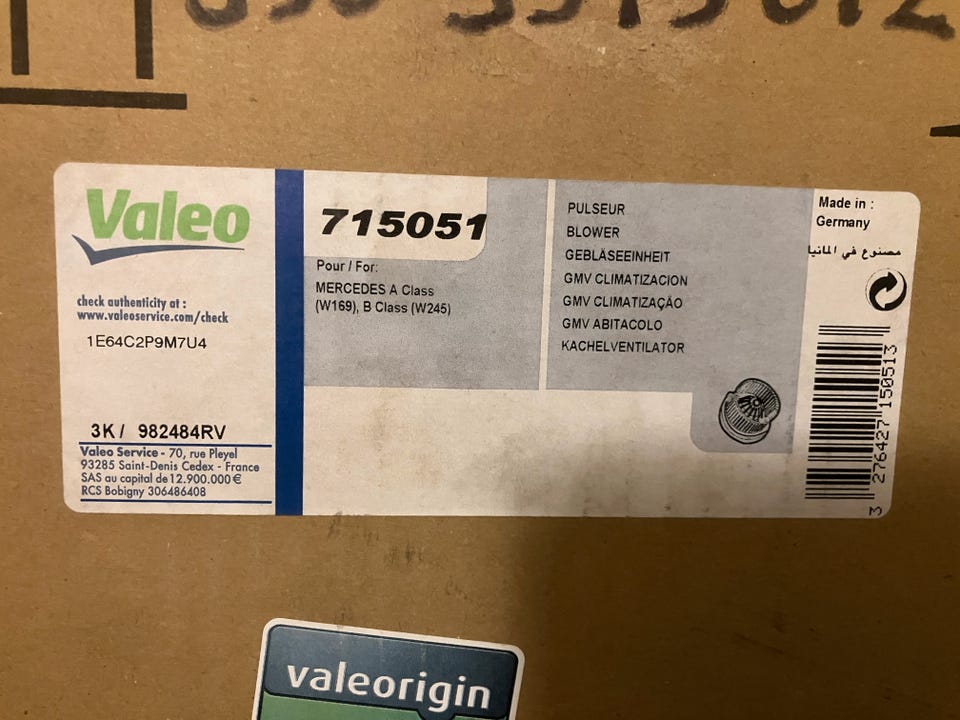 Valeo
check authenticity at :
www.valeoservice.com/check
1E64C2P9M7U4
3K / 982484RV
Valeo Service - 70, rue Pleyel
93285 Saint-Denis Cedex - France
SAS au capital de 12.900.000 €
RCS Bobigny 306486408
715051
Pour / For:
MERCEDES A Class
(W169), B Class (W245)
PULSEUR
BLOWER
GEBLÄSEEINHEIT
GMV CLIMATIZACION
GMV CLIMATIZAÇÃO
GMV ABITACOLO
KACHELVENTILATOR
Made in :
Germany
مصنوع في المانيا
3 276427 150513
valeorigin